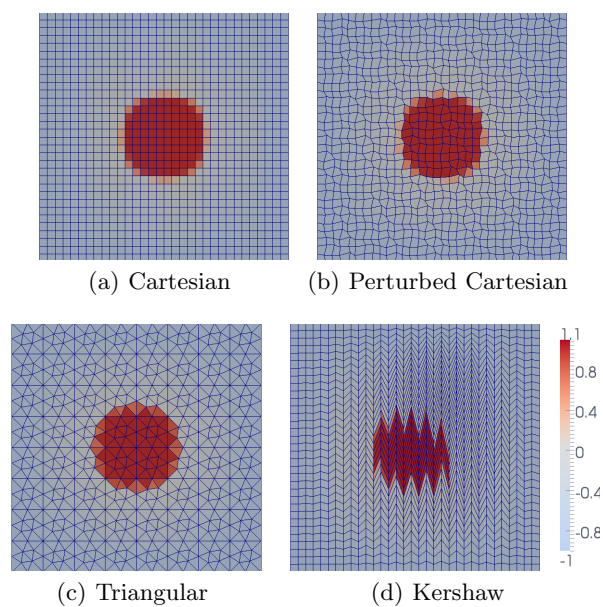 (a) Cartesian
(b) Perturbed Cartesian
1.1
0.8
0.4
0
-0.4
-0.8
-1
(c) Triangular
(d) Kershaw